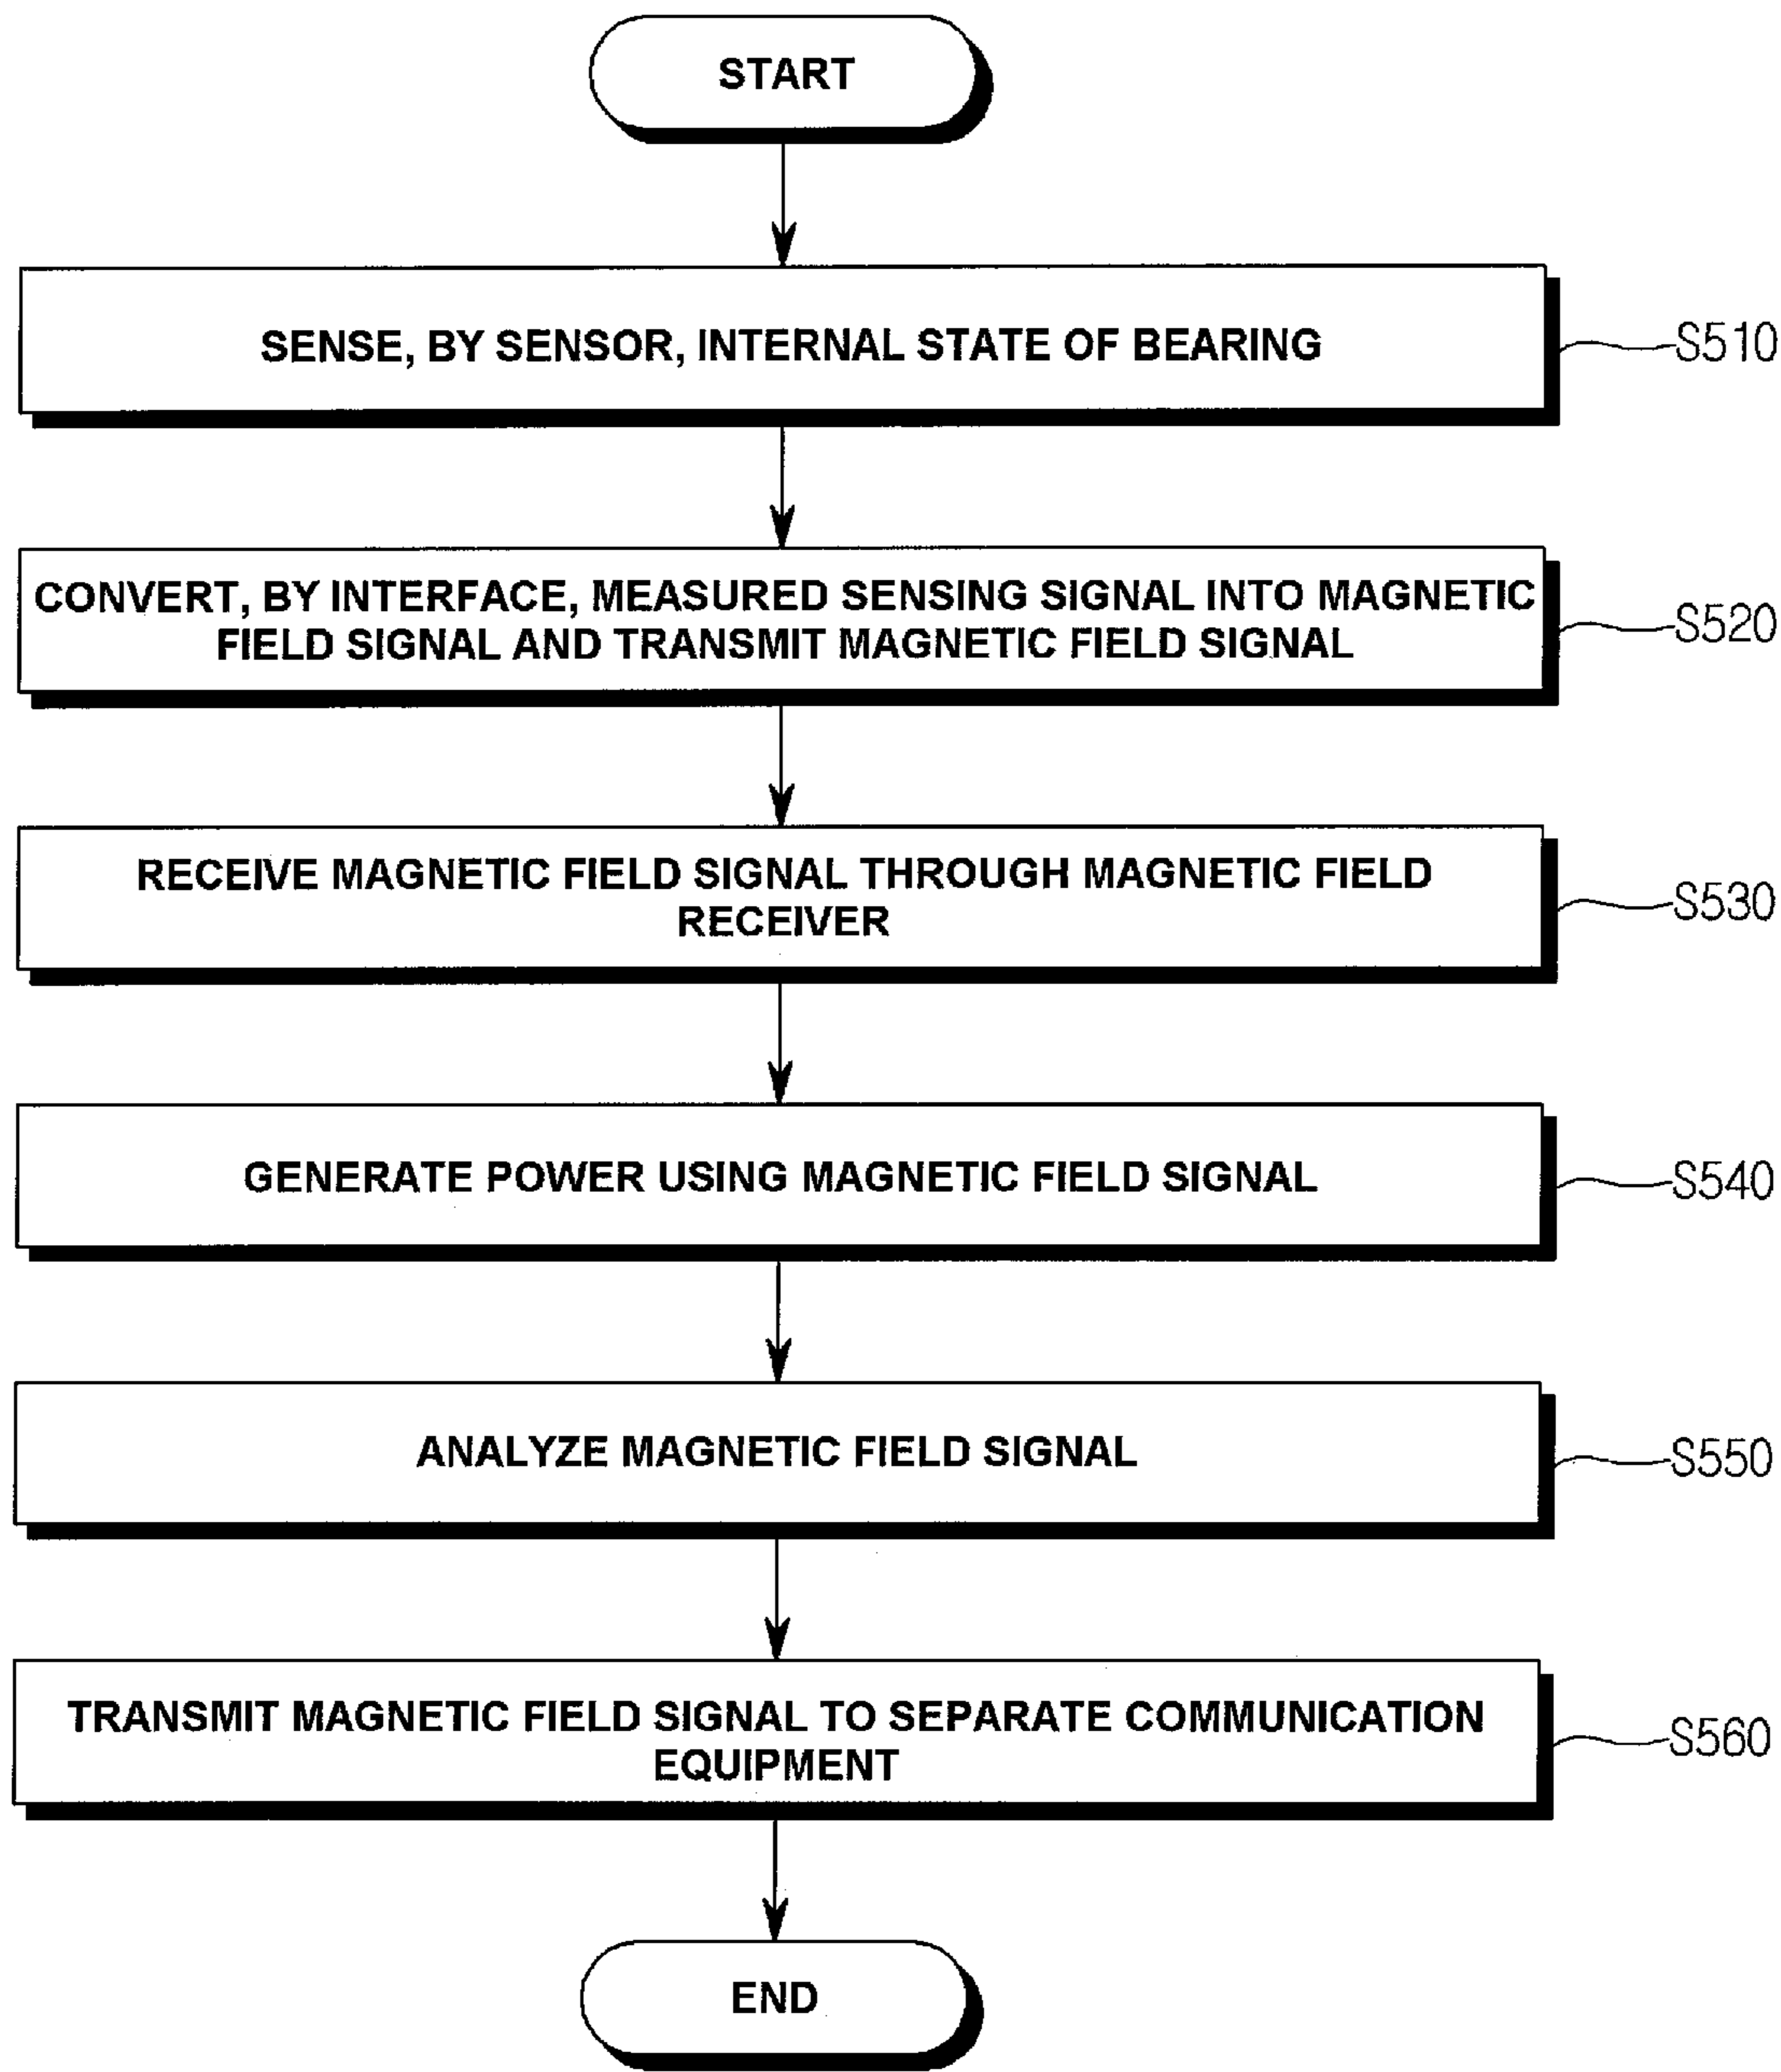 START
SENSE, BY SENSOR, INTERNAL STATE OF BEARING
S510
CONVERT, BY INTERFACE, MEASURED SENSING SIGNAL INTO MAGNETIC
FIELD SIGNAL AND TRANSMIT MAGNETIC FIELD SIGNAL
S520
RECEIVE MAGNETIC FIELD SIGNAL THROUGH MAGNETIC FIELD
RECEIVER
S530
GENERATE POWER USING MAGNETIC FIELD SIGNAL
S540
ANALYZE MAGNETIC FIELD SIGNAL
S550
TRANSMIT MAGNETIC FIELD SIGNAL TO SEPARATE COMMUNICATION
EQUIPMENT
S560
END